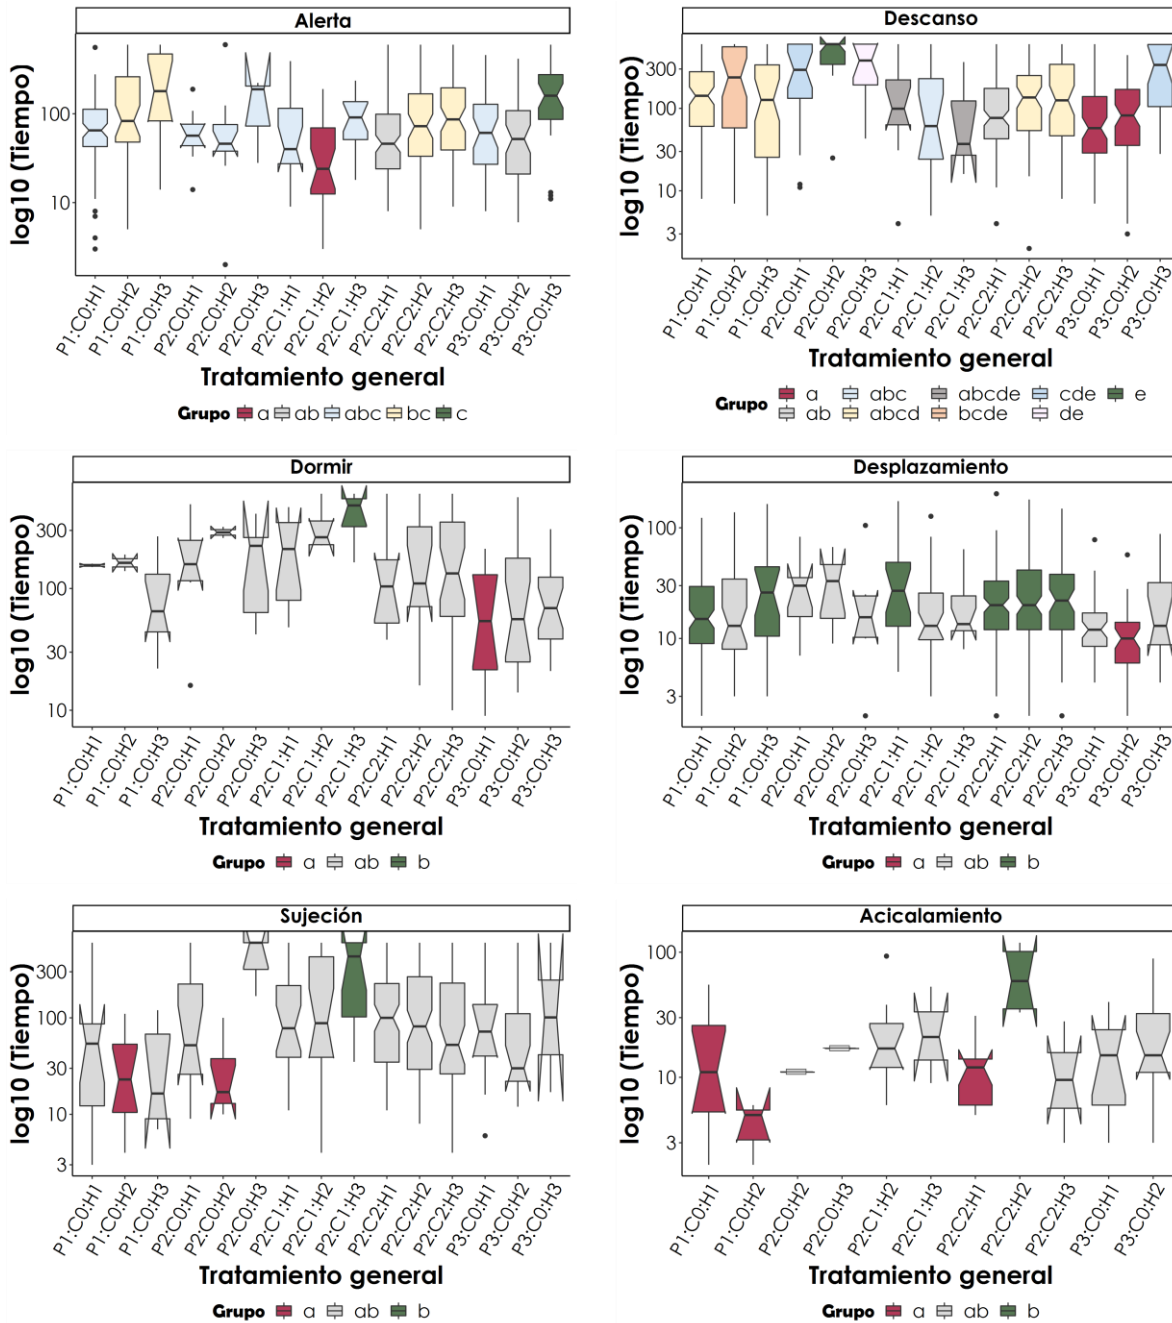 Alerta
log10 (Tiempo)
100
10
P1:C0:H1
P1:C0:H2
P1:C0:H3
P2:C0:H1
P2:C0:H2
P2:C0:H3
P2:C1:H1
P2:C1:H2
P2:C1:H3
P2:C2:H1
P2:C2:H2
P2:C2:H3
P3:C0:H1
P3:C0:H2
P3:C0:H3
Tratamiento general
Grupo a ab abc bc c
Descanso
log10 (Tiempo)
300
100
30
10
3
P1:C0:H1
P1:C0:H2
P1:C0:H3
P2:C0:H1
P2:C0:H2
P2:C0:H3
P2:C1:H1
P2:C1:H2
P2:C1:H3
P2:C2:H1
P2:C2:H2
P2:C2:H3
P3:C0:H1
P3:C0:H2
P3:C0:H3
Tratamiento general
Grupo a abc abcde cde e
ab abcd bcde de
Dormir
log10 (Tiempo)
300
100
30
10
P1:C0:H1
P1:C0:H2
P1:C0:H3
P2:C0:H1
P2:C0:H2
P2:C0:H3
P2:C1:H1
P2:C1:H2
P2:C1:H3
P2:C2:H1
P2:C2:H2
P2:C2:H3
P3:C0:H1
P3:C0:H2
P3:C0:H3
Tratamiento general
Grupo a ab b
Desplazamiento
log10 (Tiempo)
100
30
10
3
P1:C0:H1
P1:C0:H2
P1:C0:H3
P2:C0:H1
P2:C0:H2
P2:C0:H3
P2:C1:H1
P2:C1:H2
P2:C1:H3
P2:C2:H1
P2:C2:H2
P2:C2:H3
P3:C0:H1
P3:C0:H2
P3:C0:H3
Tratamiento general
Grupo a ab b
Sujeción
log10 (Tiempo)
300
100
30
10
3
P1:C0:H1
P1:C0:H2
P1:C0:H3
P2:C0:H1
P2:C0:H2
P2:C0:H3
P2:C1:H1
P2:C1:H2
P2:C1:H3
P2:C2:H1
P2:C2:H2
P2:C2:H3
P3:C0:H1
P3:C0:H2
P3:C0:H3
Tratamiento general
Grupo a ab b
Acicalamiento
log10 (Tiempo)
100
30
10
3
P1:C0:H1
P1:C0:H2
P2:C0:H2
P2:C0:H3
P2:C1:H2
P2:C1:H3
P2:C2:H1
P2:C2:H2
P2:C2:H3
P3:C0:H1
P3:C0:H2
Tratamiento general
Grupo a ab b